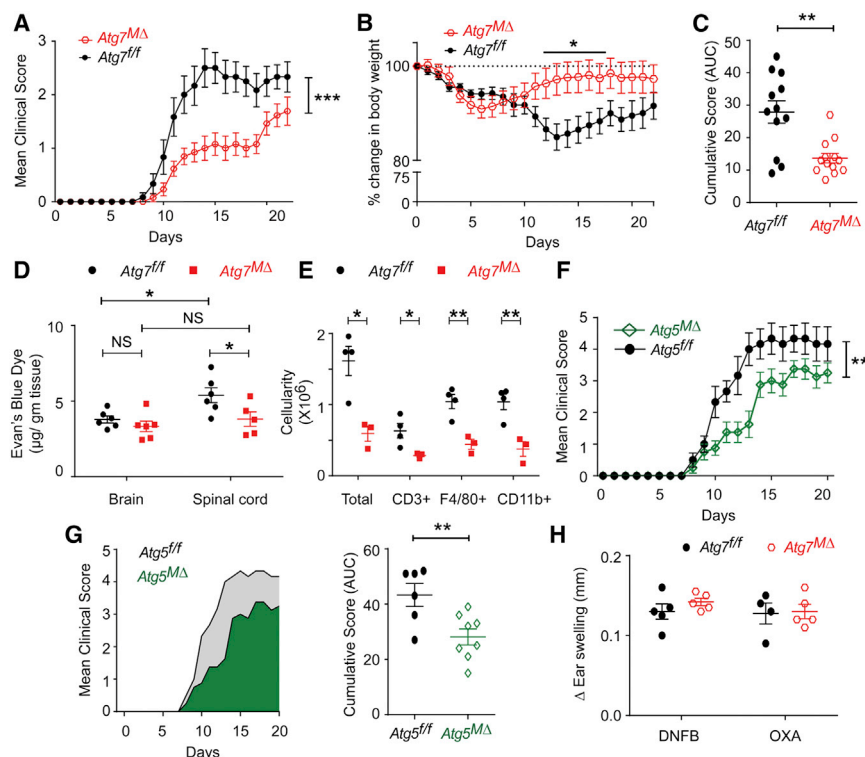 A
Atg7MΔ
Atg7f/f
Mean Clinical Score
3
2
1
0
***
0 5 10 15 20
Days
B
Atg7MΔ
Atg7f/f
*
% change in body weight
100
80
75
0
0 5 10 15 20
Days
C
**
Cumulative Score (AUC)
50
40
30
20
10
0
Atg7f/f Atg7MΔ
D
Atg7f/f Atg7MΔ
*
NS
NS
*
Evan's Blue Dye
(µg/ gm tissue)
10
5
0
Brain Spinal cord
E
Atg7f/f Atg7MΔ
* * ** **
Cellularity
(X10⁶)
2
1
0
Total CD3+ F4/80+ CD11b+
F
Atg5MΔ
Atg5f/f
Mean Clinical Score
5
4
3
2
1
0
**
0 5 10 15 20
Days
G
Atg5f/f
Atg5MΔ
Mean Clinical Score
5
4
3
2
1
0
0 5 10 15 20
Days
**
Cumulative Score (AUC)
60
40
20
0
Atg5f/f Atg5MΔ
H
Atg7f/f Atg7MΔ
Δ Ear swelling (mm)
0.2
0.1
0
DNFB OXA